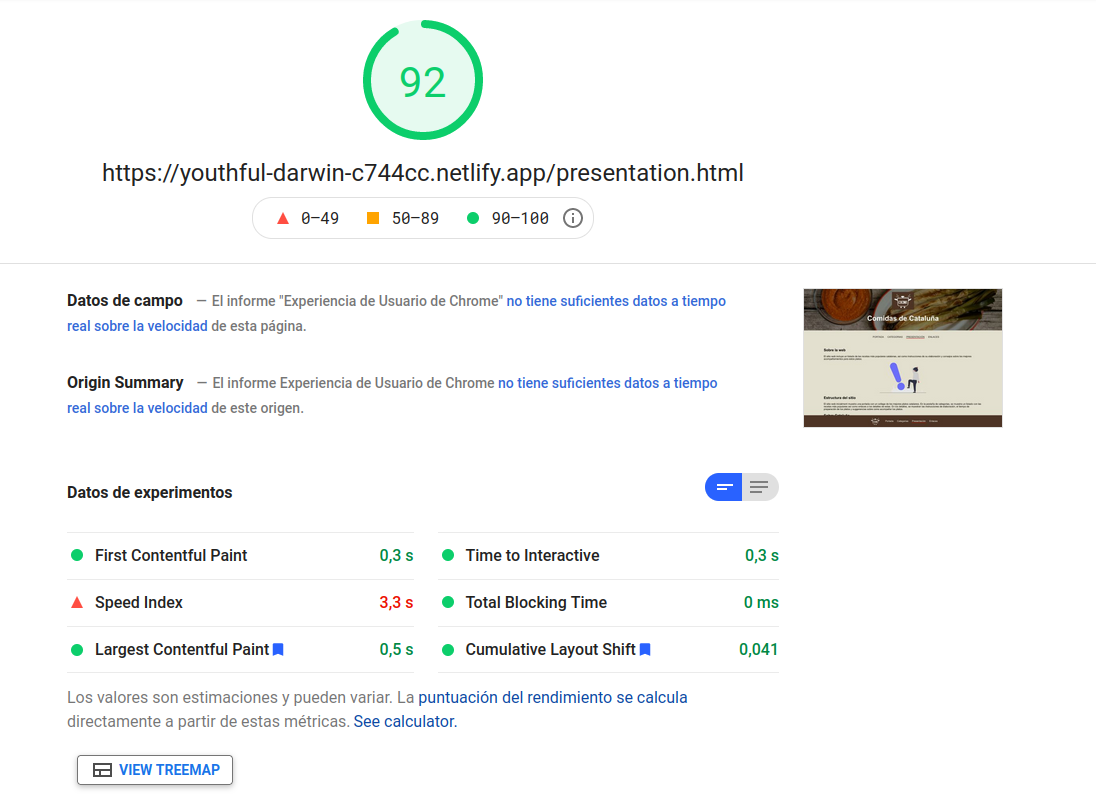 92
https://youthful-darwin-c744cc.netlify.app/presentation.html
0–49 50–89 90–100
Datos de campo — El informe "Experiencia de Usuario de Chrome" no tiene suficientes datos a tiempo
real sobre la velocidad de esta página.
Origin Summary — El informe Experiencia de Usuario de Chrome no tiene suficientes datos a tiempo
real sobre la velocidad de este origen.
Comidas de Cataluña
Sobre la web
Estructura del sitio
Datos de experimentos
First Contentful Paint 0,3 s
Time to Interactive 0,3 s
Speed Index 3,3 s
Total Blocking Time 0 ms
Largest Contentful Paint 0,5 s
Cumulative Layout Shift 0,041
Los valores son estimaciones y pueden variar. La puntuación del rendimiento se calcula
directamente a partir de estas métricas. See calculator.
VIEW TREEMAP